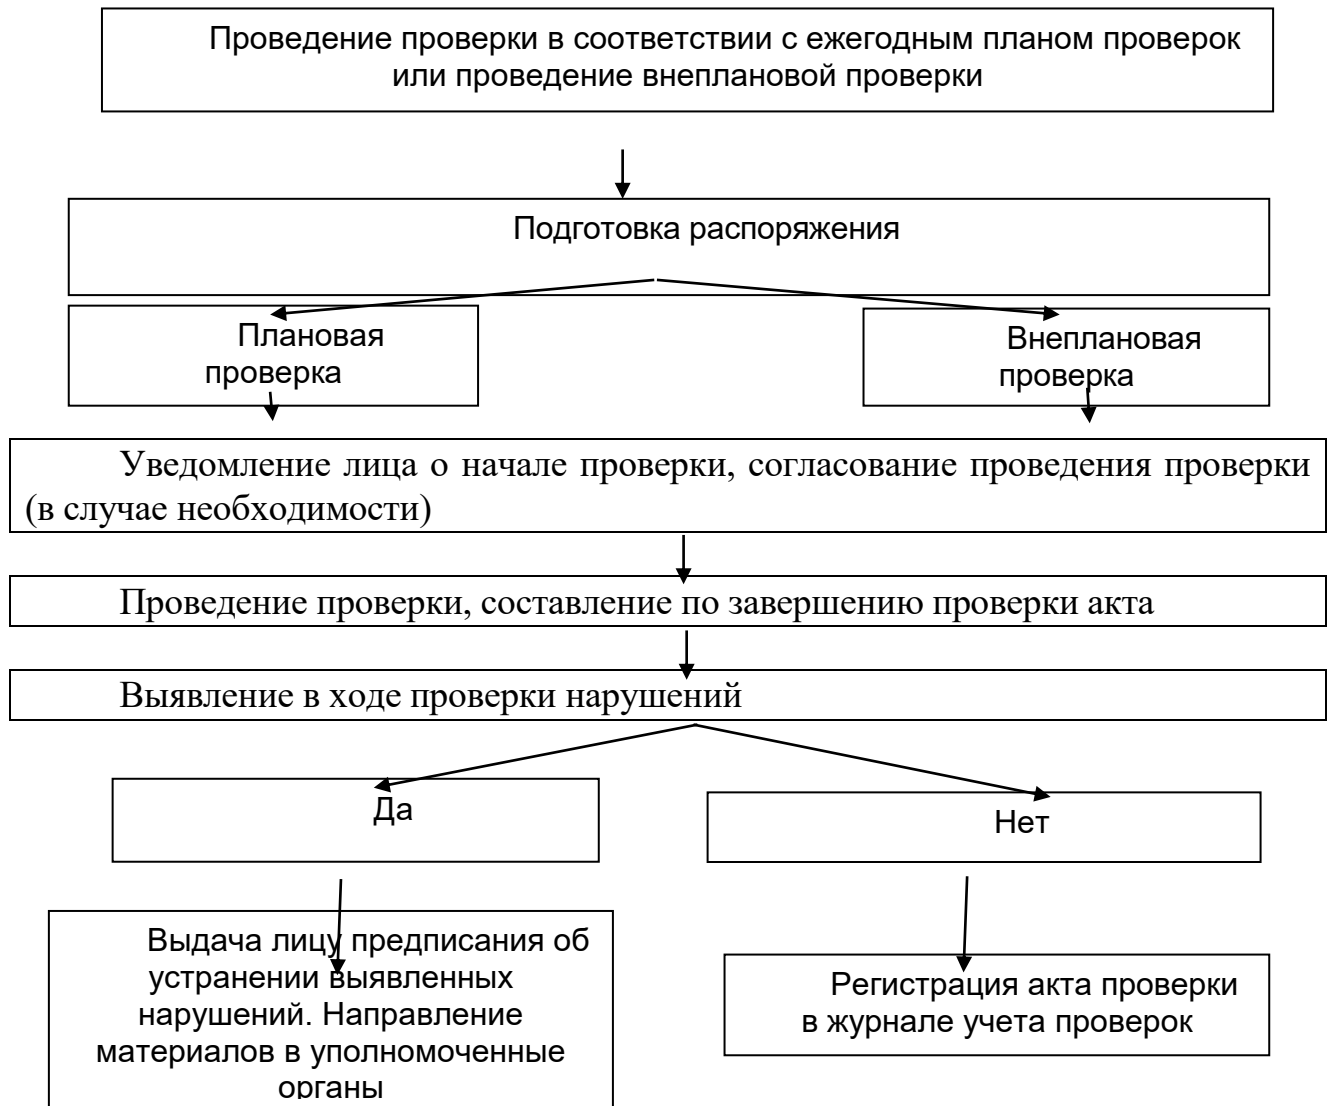 Проведение проверки в соответствии с ежегодным планом проверок
или проведение внеплановой проверки
Подготовка распоряжения
Плановая
проверка
Внеплановая
проверка
Уведомление лица о начале проверки, согласование проведения проверки
(в случае необходимости)
Проведение проверки, составление по завершению проверки акта
Выявление в ходе проверки нарушений
Да
Нет
Выдача лицу предписания об
устранении выявленных
нарушений. Направление
материалов в уполномоченные
органы
Регистрация акта проверки
в журнале учета проверок